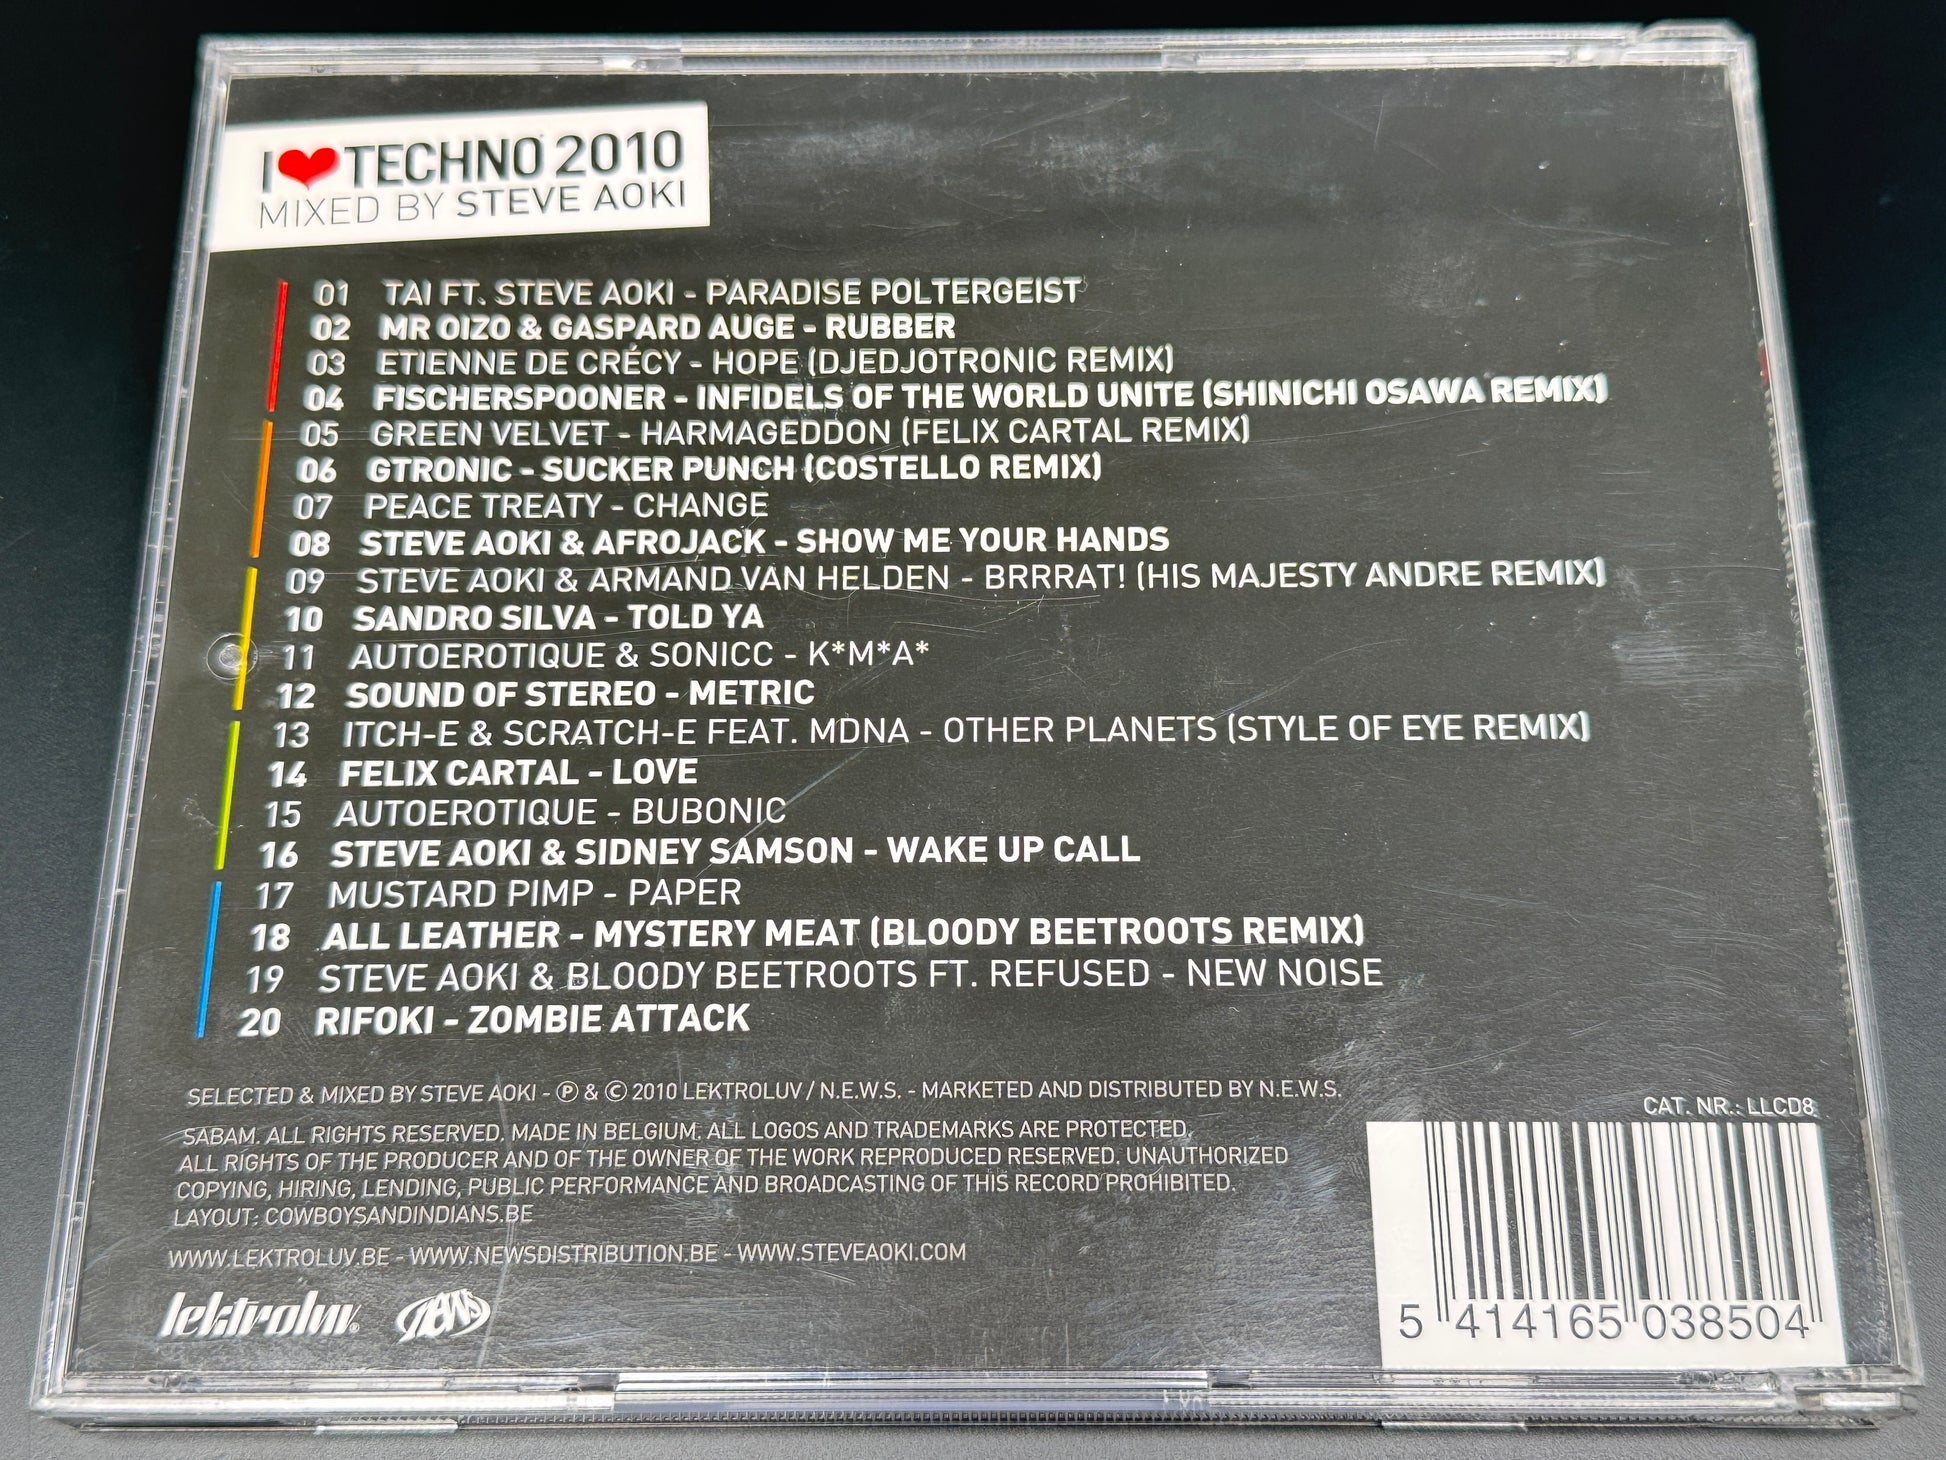 I ❤ TECHNO 2010
MIXED BY STEVE AOKI
01 TAI FT. STEVE AOKI - PARADISE POLTERGEIST
02 MR OIZO & GASPARD AUGE - RUBBER
03 ETIENNE DE CRÉCY - HOPE (DJEDJOTRONIC REMIX)
04 FISCHERSPOONER - INFIDELS OF THE WORLD UNITE (SHINICHI OSAWA REMIX)
05 GREEN VELVET - HARMAGEDDON (FELIX CARTAL REMIX)
06 GTRONIC - SUCKER PUNCH (COSTELLO REMIX)
07 PEACE TREATY - CHANGE
08 STEVE AOKI & AFROJACK - SHOW ME YOUR HANDS
09 STEVE AOKI & ARMAND VAN HELDEN - BRRRAT! (HIS MAJESTY ANDRE REMIX)
10 SANDRO SILVA - TOLD YA
11 AUTOEROTIQUE & SONICC - K*M*A*
12 SOUND OF STEREO - METRIC
13 ITCH-E & SCRATCH-E FEAT. MDNA - OTHER PLANETS (STYLE OF EYE REMIX)
14 FELIX CARTAL - LOVE
15 AUTOEROTIQUE - BUBONIC
16 STEVE AOKI & SIDNEY SAMSON - WAKE UP CALL
17 MUSTARD PIMP - PAPER
18 ALL LEATHER - MYSTERY MEAT (BLOODY BEETROOTS REMIX)
19 STEVE AOKI & BLOODY BEETROOTS FT. REFUSED - NEW NOISE
20 RIFOKI - ZOMBIE ATTACK
SELECTED & MIXED BY STEVE AOKI - ℗ & © 2010 LEKTROLUV / N.E.W.S. - MARKETED AND DISTRIBUTED BY N.E.W.S.
CAT. NR.: LLCD8
SABAM. ALL RIGHTS RESERVED. MADE IN BELGIUM. ALL LOGOS AND TRADEMARKS ARE PROTECTED.
ALL RIGHTS OF THE PRODUCER AND OF THE OWNER OF THE WORK REPRODUCED RESERVED. UNAUTHORIZED
COPYING, HIRING, LENDING, PUBLIC PERFORMANCE AND BROADCASTING OF THIS RECORD PROHIBITED.
LAYOUT: COWBOYSANDINDIANS.BE
WWW.LEKTROLUV.BE - WWW.NEWSDISTRIBUTION.BE - WWW.STEVEAOKI.COM
lektroluv®
NEWS
5 414165 038504